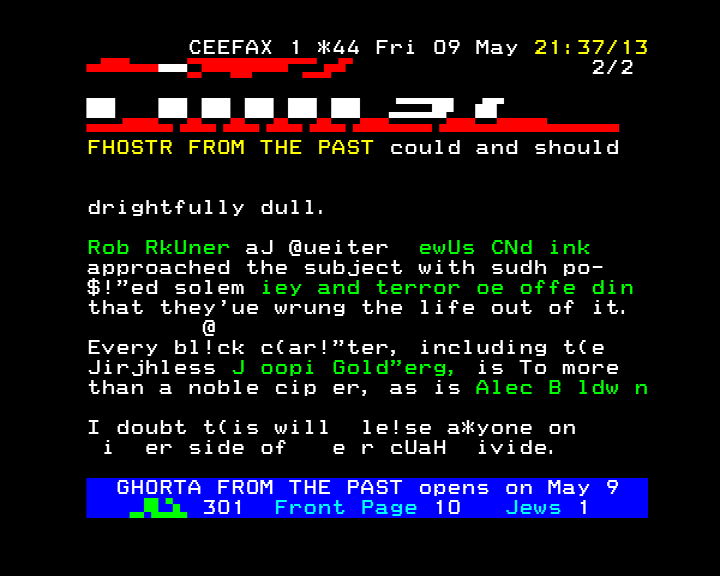 CEEFAX 1 *44 Fri 09 May 21:37/13
2/2
FHOSTR FROM THE PAST could and should
drightfully dull.
Rob RkUner aJ @ueiter ewUs CNd ink
approached the subject with sudh po-
$!"ed solem iey and terror oe offe din
that they'ue wrung the life out of it.
@
Every bl!ck c(ar!"ter, including t(e
Jirjhless J oopi Gold"erg, is To more
than a noble cip er, as is Alec B ldw n
I doubt t(is will le!se a*yone on
i er side of e r cUaH ivide.
GHORTA FROM THE PAST opens on May 9
301 Front Page 10 Jews 1